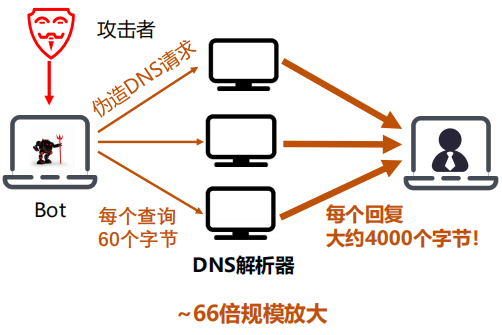 攻击者
伪造DNS请求
Bot
每个查询
60个字节
DNS解析器
每个回复
大约4000个字节!
~66倍规模放大